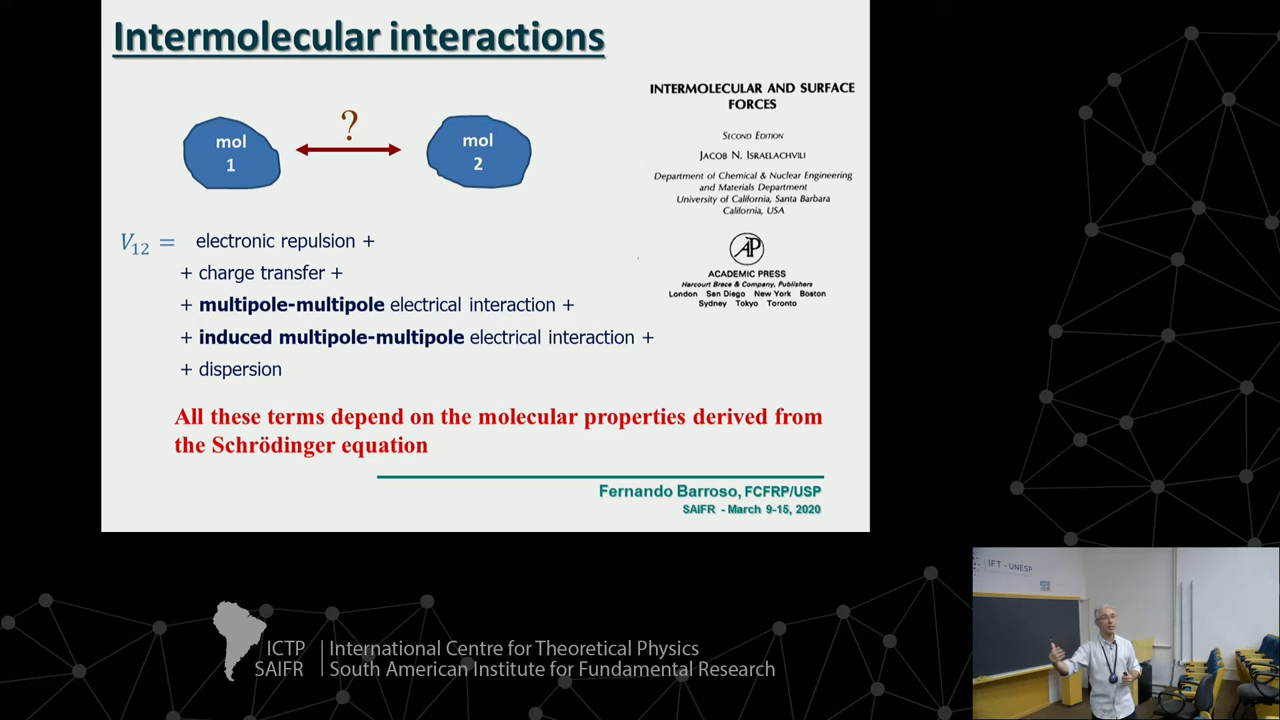 Intermolecular interactions
mol
1
?
mol
2
V12 = electronic repulsion +
+ charge transfer +
+ multipole-multipole electrical interaction +
+ induced multipole-multipole electrical interaction +
+ dispersion
INTERMOLECULAR AND SURFACE
FORCES
SECOND EDITION
JACOB N. ISRAELACHVILI
Department of Chemical & Nuclear Engineering
and Materials Department
University of California, Santa Barbara
California, USA
AP
ACADEMIC PRESS
Harcourt Brace & Company, Publishers
London San Diego New York Boston
Sydney Tokyo Toronto
All these terms depend on the molecular properties derived from
the Schrödinger equation
Fernando Barroso, FCFRP/USP
SAIFR - March 9-15, 2020
IFT - UNESP
ICTP
SAIFR
International Centre for Theoretical Physics
South American Institute for Fundamental Research